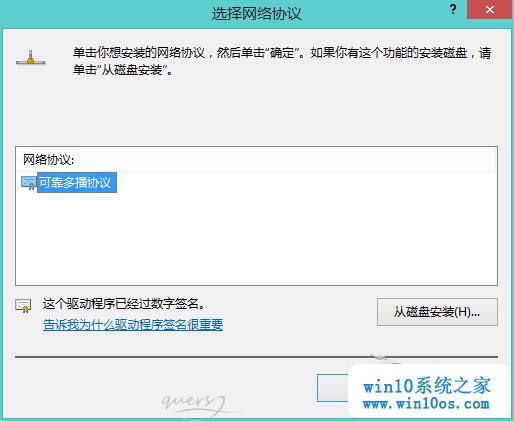 选择网络协议
?
单击你想安装的网络协议，然后单击“确定”。如果你有这个功能的安装磁盘，请
单击“从磁盘安装”。
网络协议:
可靠多播协议
这个驱动程序已经过数字签名。
告诉我为什么驱动程序签名很重要
从磁盘安装(H)...
win10系统之家
www.win10os.com